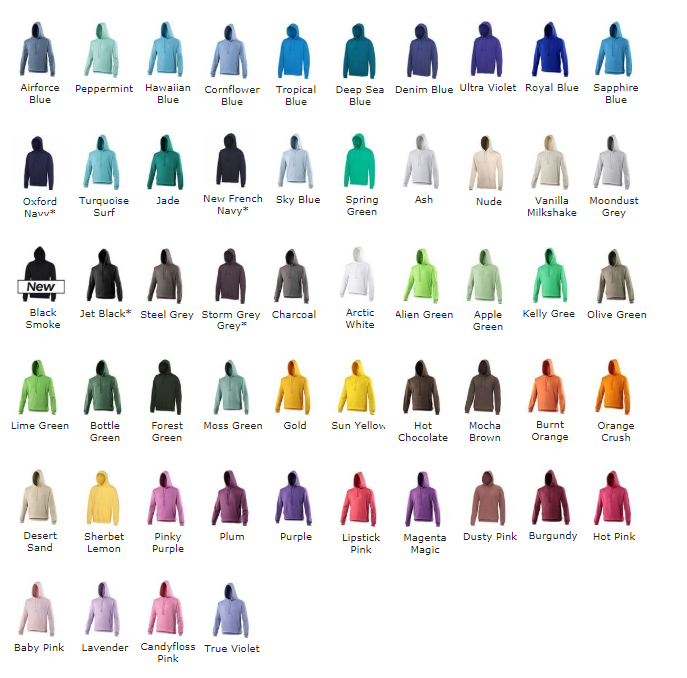 Airforce Blue
Peppermint
Hawaiian Blue
Cornflower Blue
Tropical Blue
Deep Sea Blue
Denim Blue
Ultra Violet
Royal Blue
Sapphire Blue
Oxford Navy*
Turquoise Surf
Jade
New French Navy*
Sky Blue
Spring Green
Ash
Nude
Vanilla Milkshake
Moondust Grey
New
Black Smoke
Jet Black*
Steel Grey
Storm Grey Grey*
Charcoal
Arctic White
Alien Green
Apple Green
Kelly Gree
Olive Green
Lime Green
Bottle Green
Forest Green
Moss Green
Gold
Sun Yellow
Hot Chocolate
Mocha Brown
Burnt Orange
Orange Crush
Desert Sand
Sherbet Lemon
Pinky Purple
Plum
Purple
Lipstick Pink
Magenta Magic
Dusty Pink
Burgundy
Hot Pink
Baby Pink
Lavender
Candyfloss Pink
True Violet